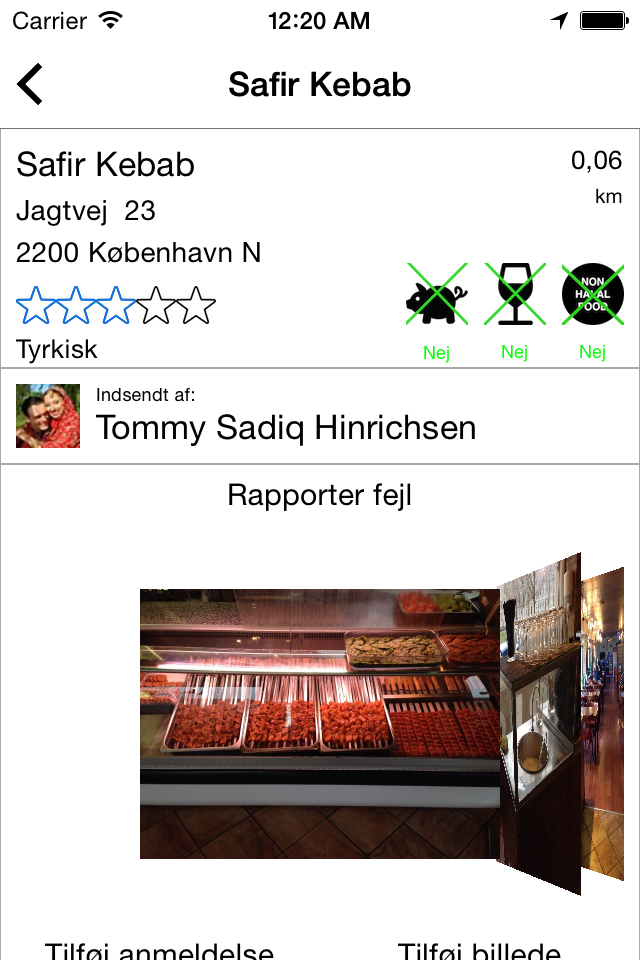 Carrier 12:20 AM
Safir Kebab
Safir Kebab 0,06
km
Jagtvej 23
2200 København N
NON
HALAL
FOOD
Tyrkisk
Nej Nej Nej
Indsendt af:
Tommy Sadiq Hinrichsen
Rapporter fejl
Tilføj anmeldelse Tilføj billede